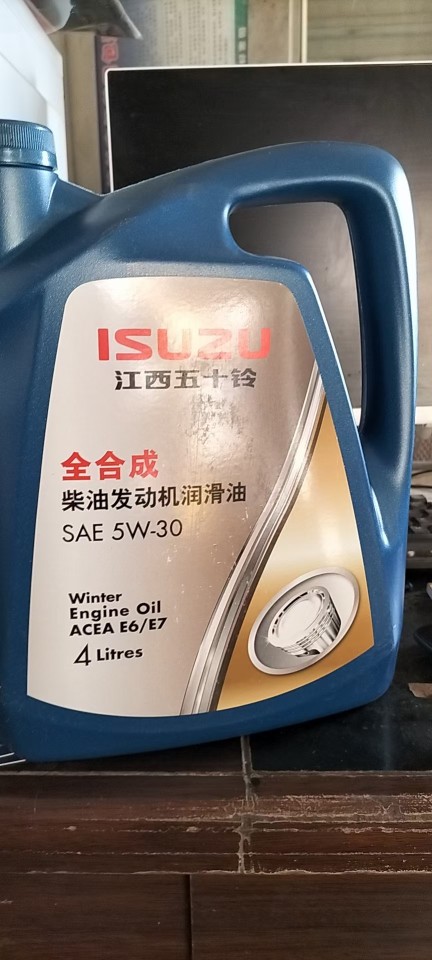 ISUZU
江西五十铃
全合成
柴油发动机润滑油
SAE 5W-30
Winter
Engine Oil
ACEA E6/E7
4 Litres